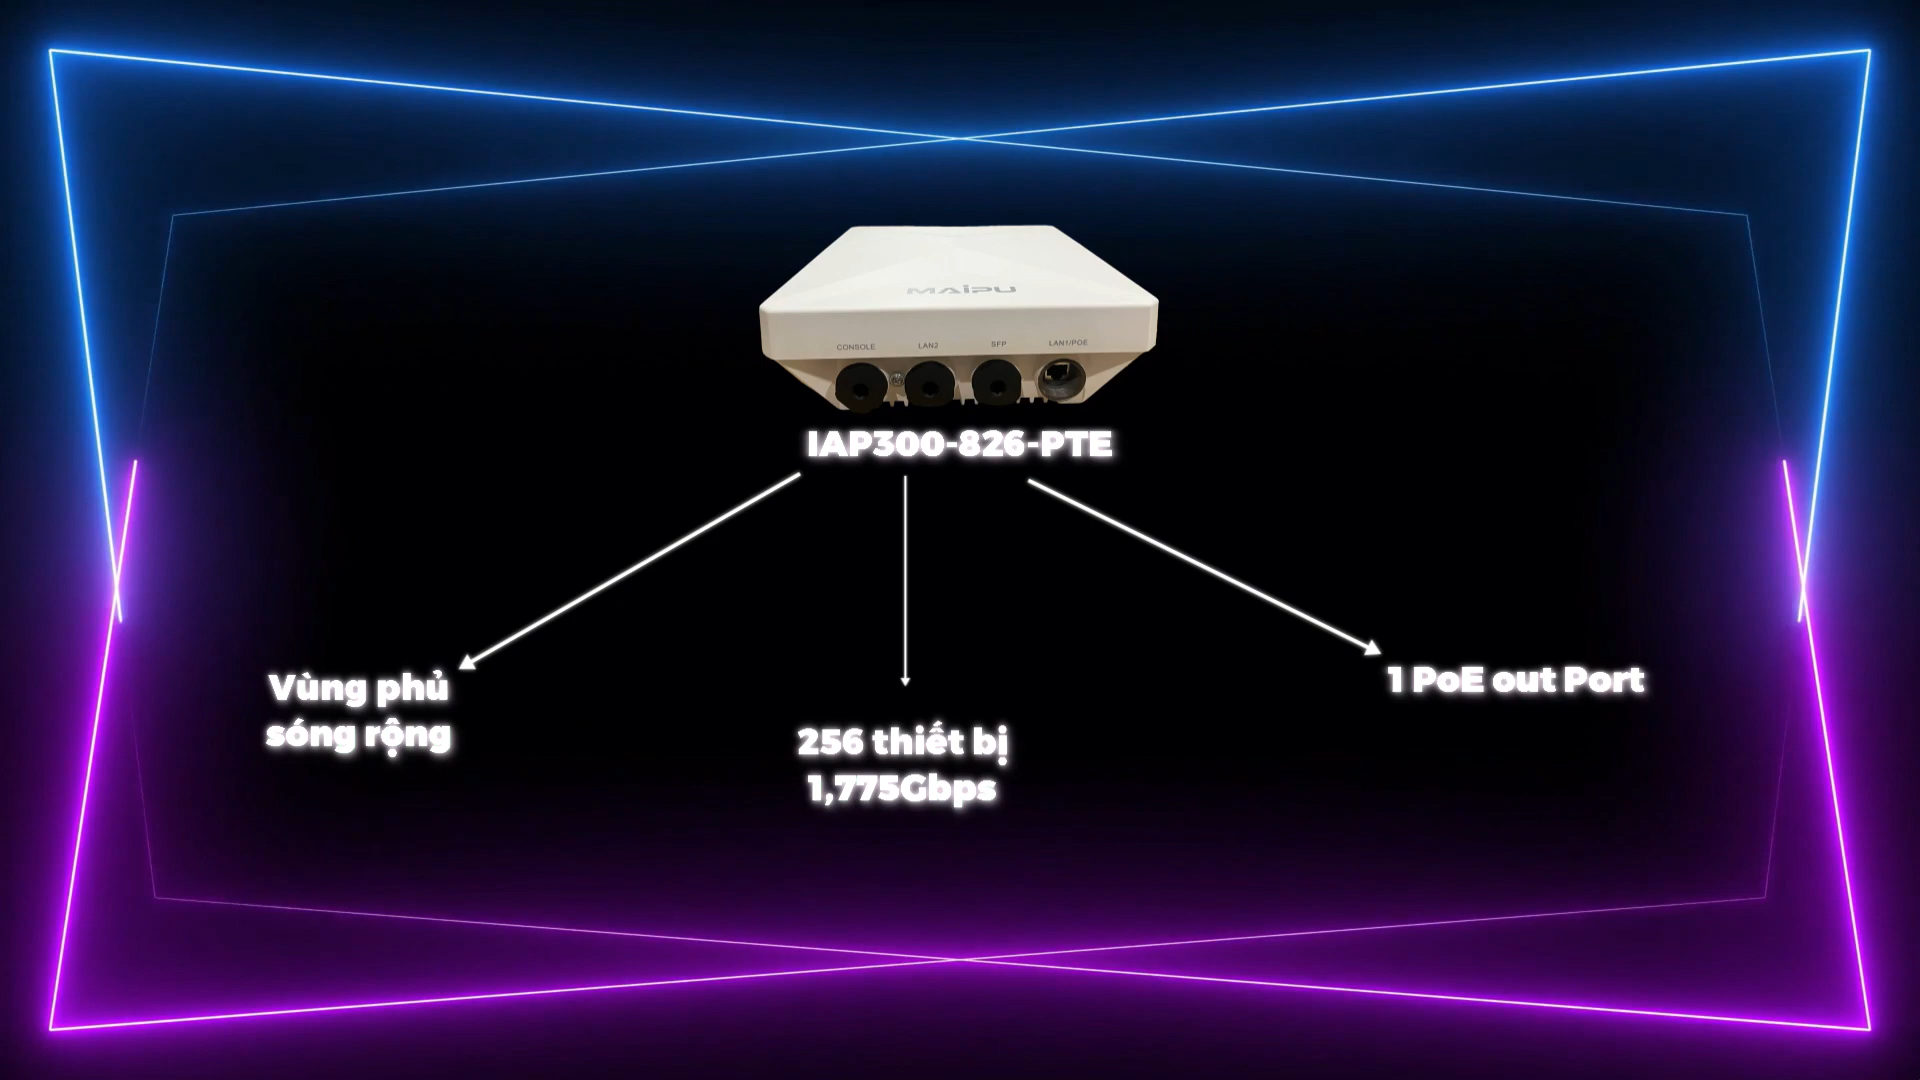 MAiPU
CONSOLE
LAN2
SFP
LAN1/POE
IAP300-826-PTE
Vùng phủ
sóng rộng
256 thiết bị
1,775Gbps
1 PoE out Port